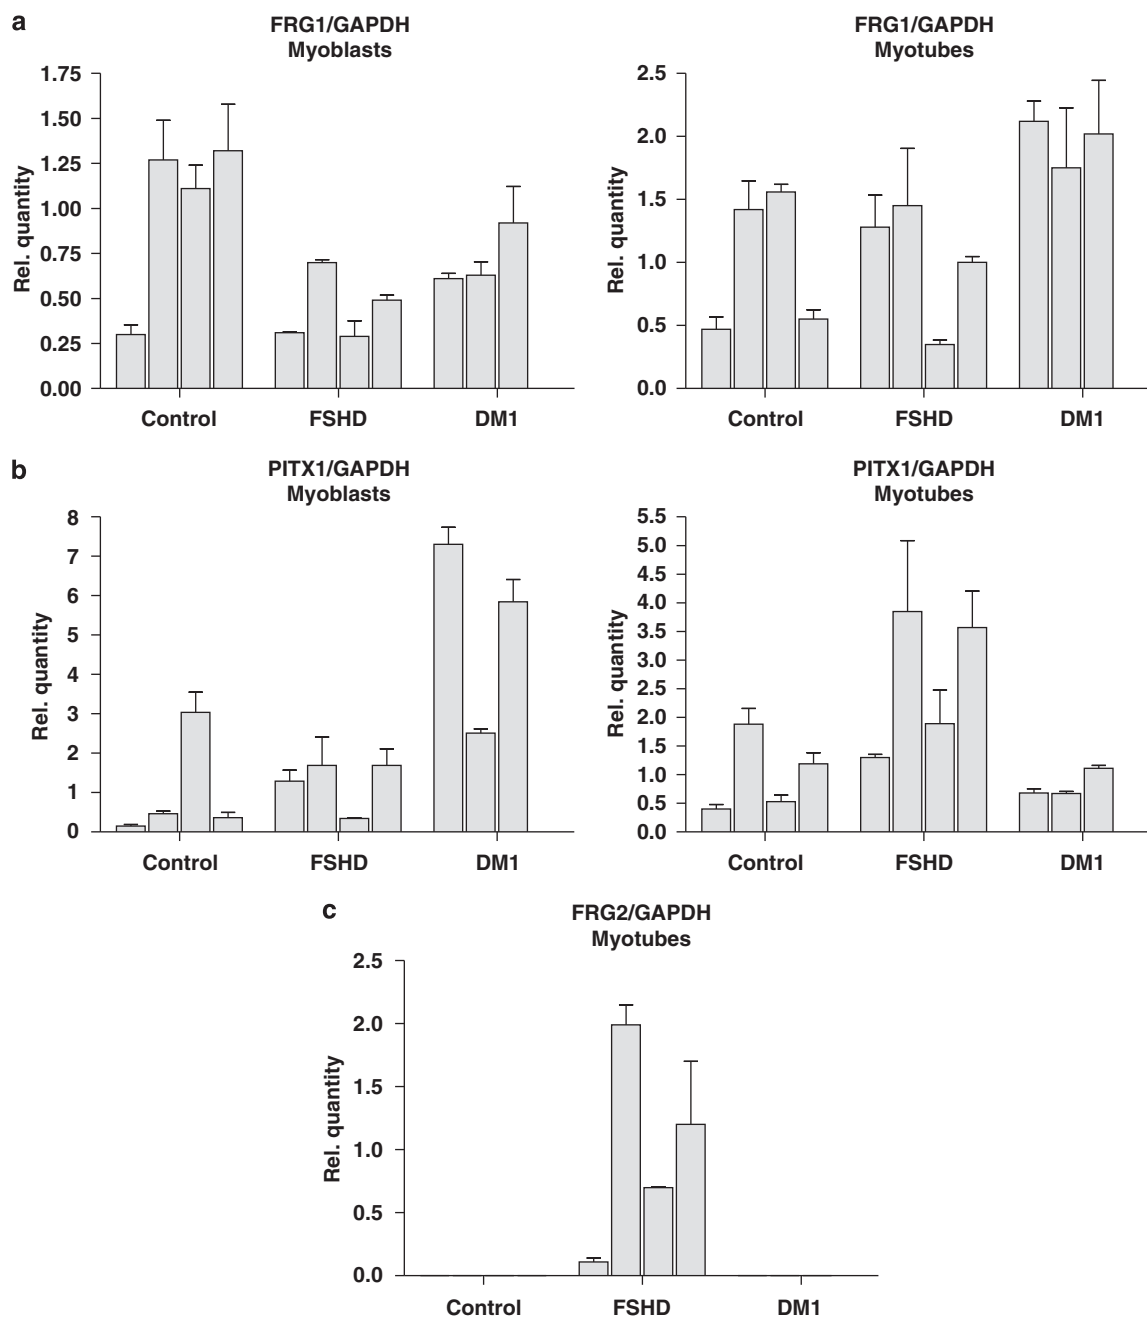 a
FRG1/GAPDH
Myoblasts
1.75
1.50
1.25
1.00
0.75
0.50
0.25
0.00
Rel. quantity
Control
FSHD
DM1
FRG1/GAPDH
Myotubes
2.5
2.0
1.5
1.0
0.5
0.0
Rel. quantity
Control
FSHD
DM1
b
PITX1/GAPDH
Myoblasts
8
7
6
5
4
3
2
1
0
Rel. quantity
Control
FSHD
DM1
PITX1/GAPDH
Myotubes
5.5
5.0
4.5
4.0
3.5
3.0
2.5
2.0
1.5
1.0
0.5
0.0
Rel. quantity
Control
FSHD
DM1
c
FRG2/GAPDH
Myotubes
2.5
2.0
1.5
1.0
0.5
0.0
Rel. quantity
Control
FSHD
DM1